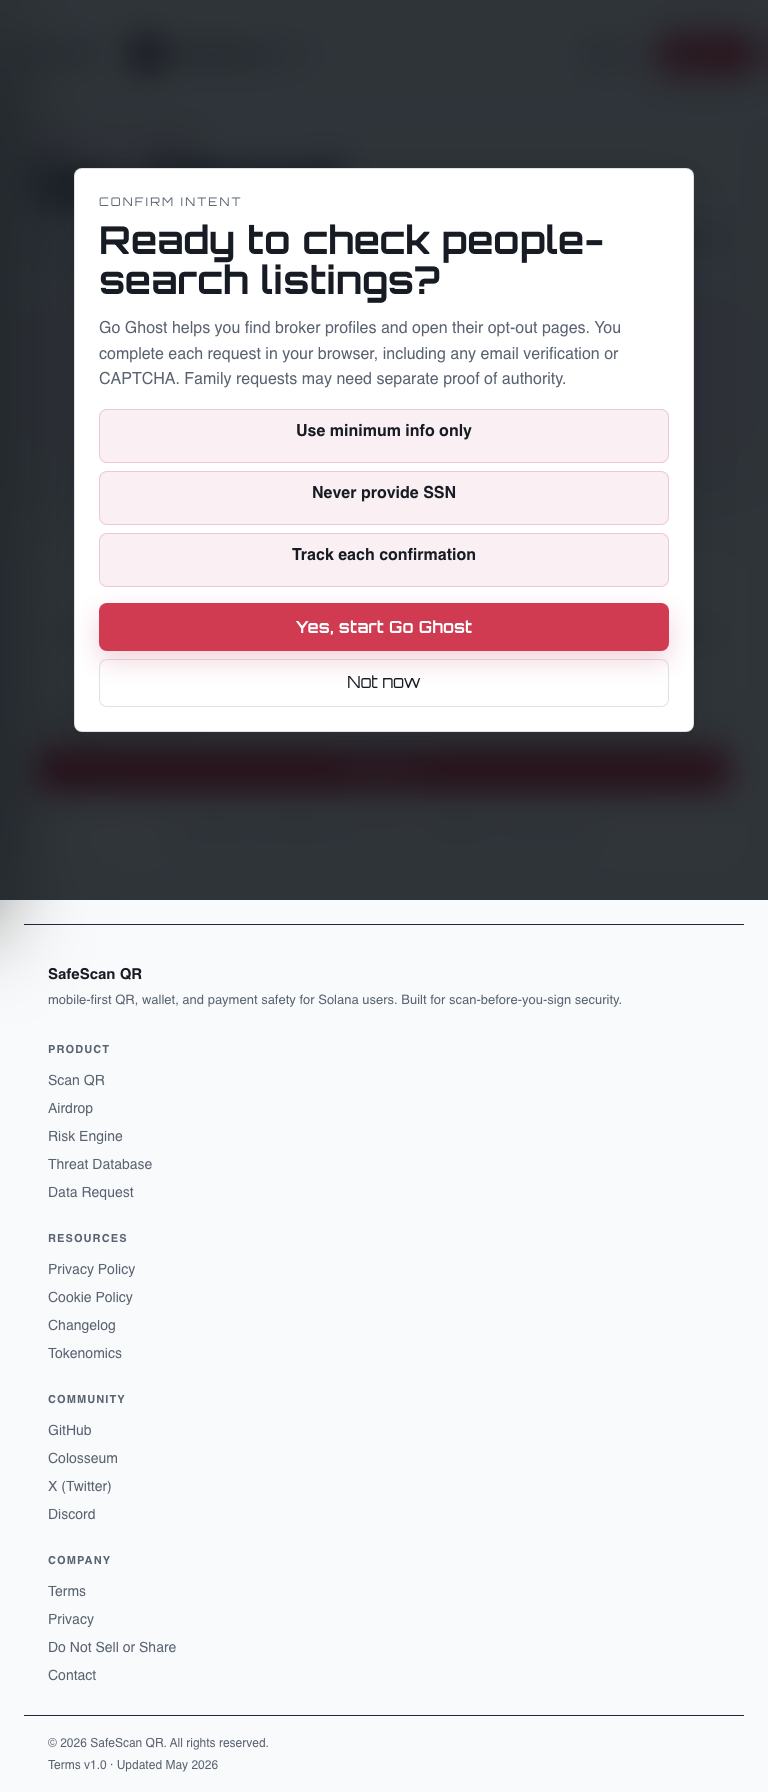 CONFIRM INTENT
Ready to check people-
search listings?
Go Ghost helps you find broker profiles and open their opt-out pages. You
complete each request in your browser, including any email verification or
CAPTCHA. Family requests may need separate proof of authority.
Use minimum info only
Never provide SSN
Track each confirmation
Yes, start Go Ghost
Not now
SafeScan QR
mobile-first QR, wallet, and payment safety for Solana users. Built for scan-before-you-sign security.
PRODUCT
Scan QR
Airdrop
Risk Engine
Threat Database
Data Request
RESOURCES
Privacy Policy
Cookie Policy
Changelog
Tokenomics
COMMUNITY
GitHub
Colosseum
X (Twitter)
Discord
COMPANY
Terms
Privacy
Do Not Sell or Share
Contact
© 2026 SafeScan QR. All rights reserved.
Terms v1.0 · Updated May 2026